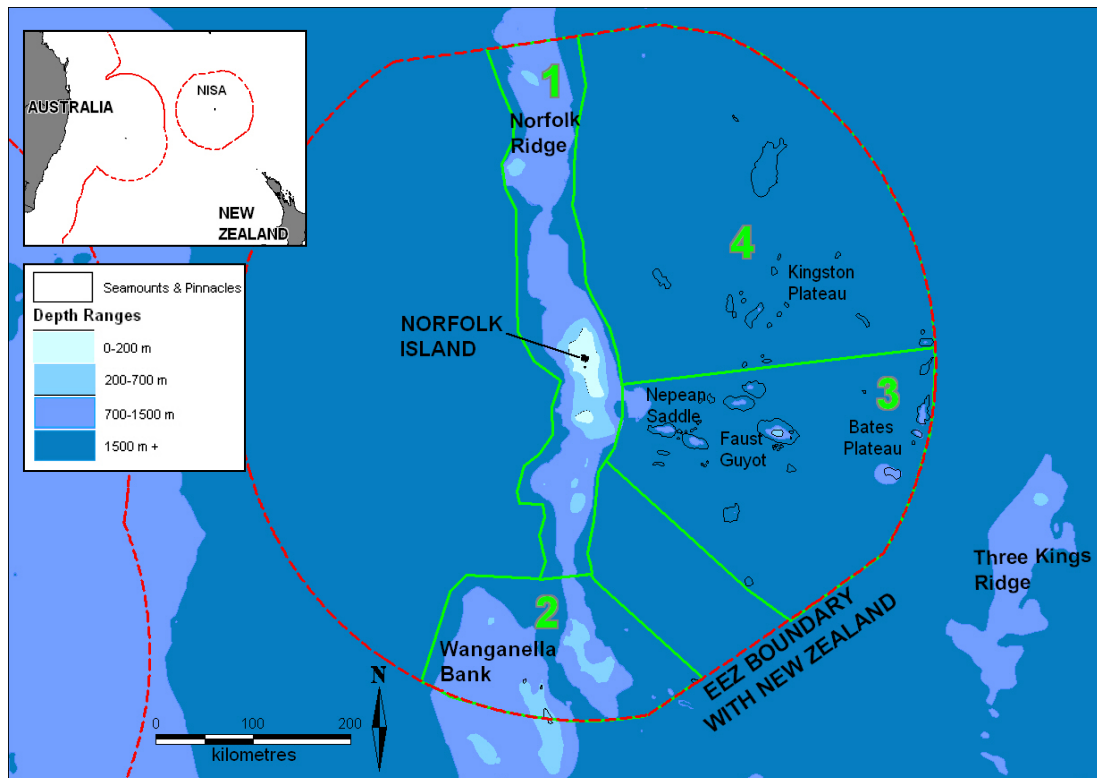 AUSTRALIA
NISA
NEW
ZEALAND
Seamounts & Pinnacles
Depth Ranges
0-200 m
200-700 m
700-1500 m
1500 m +
1
Norfolk
Ridge
4
Kingston
Plateau
NORFOLK
ISLAND
Nepean
Saddle
Faust
Guyot
3
Bates
Plateau
Three Kings
Ridge
2
Wanganella
Bank
EEZ BOUNDARY
WITH NEW ZEALAND
N
0 100 200
kilometres